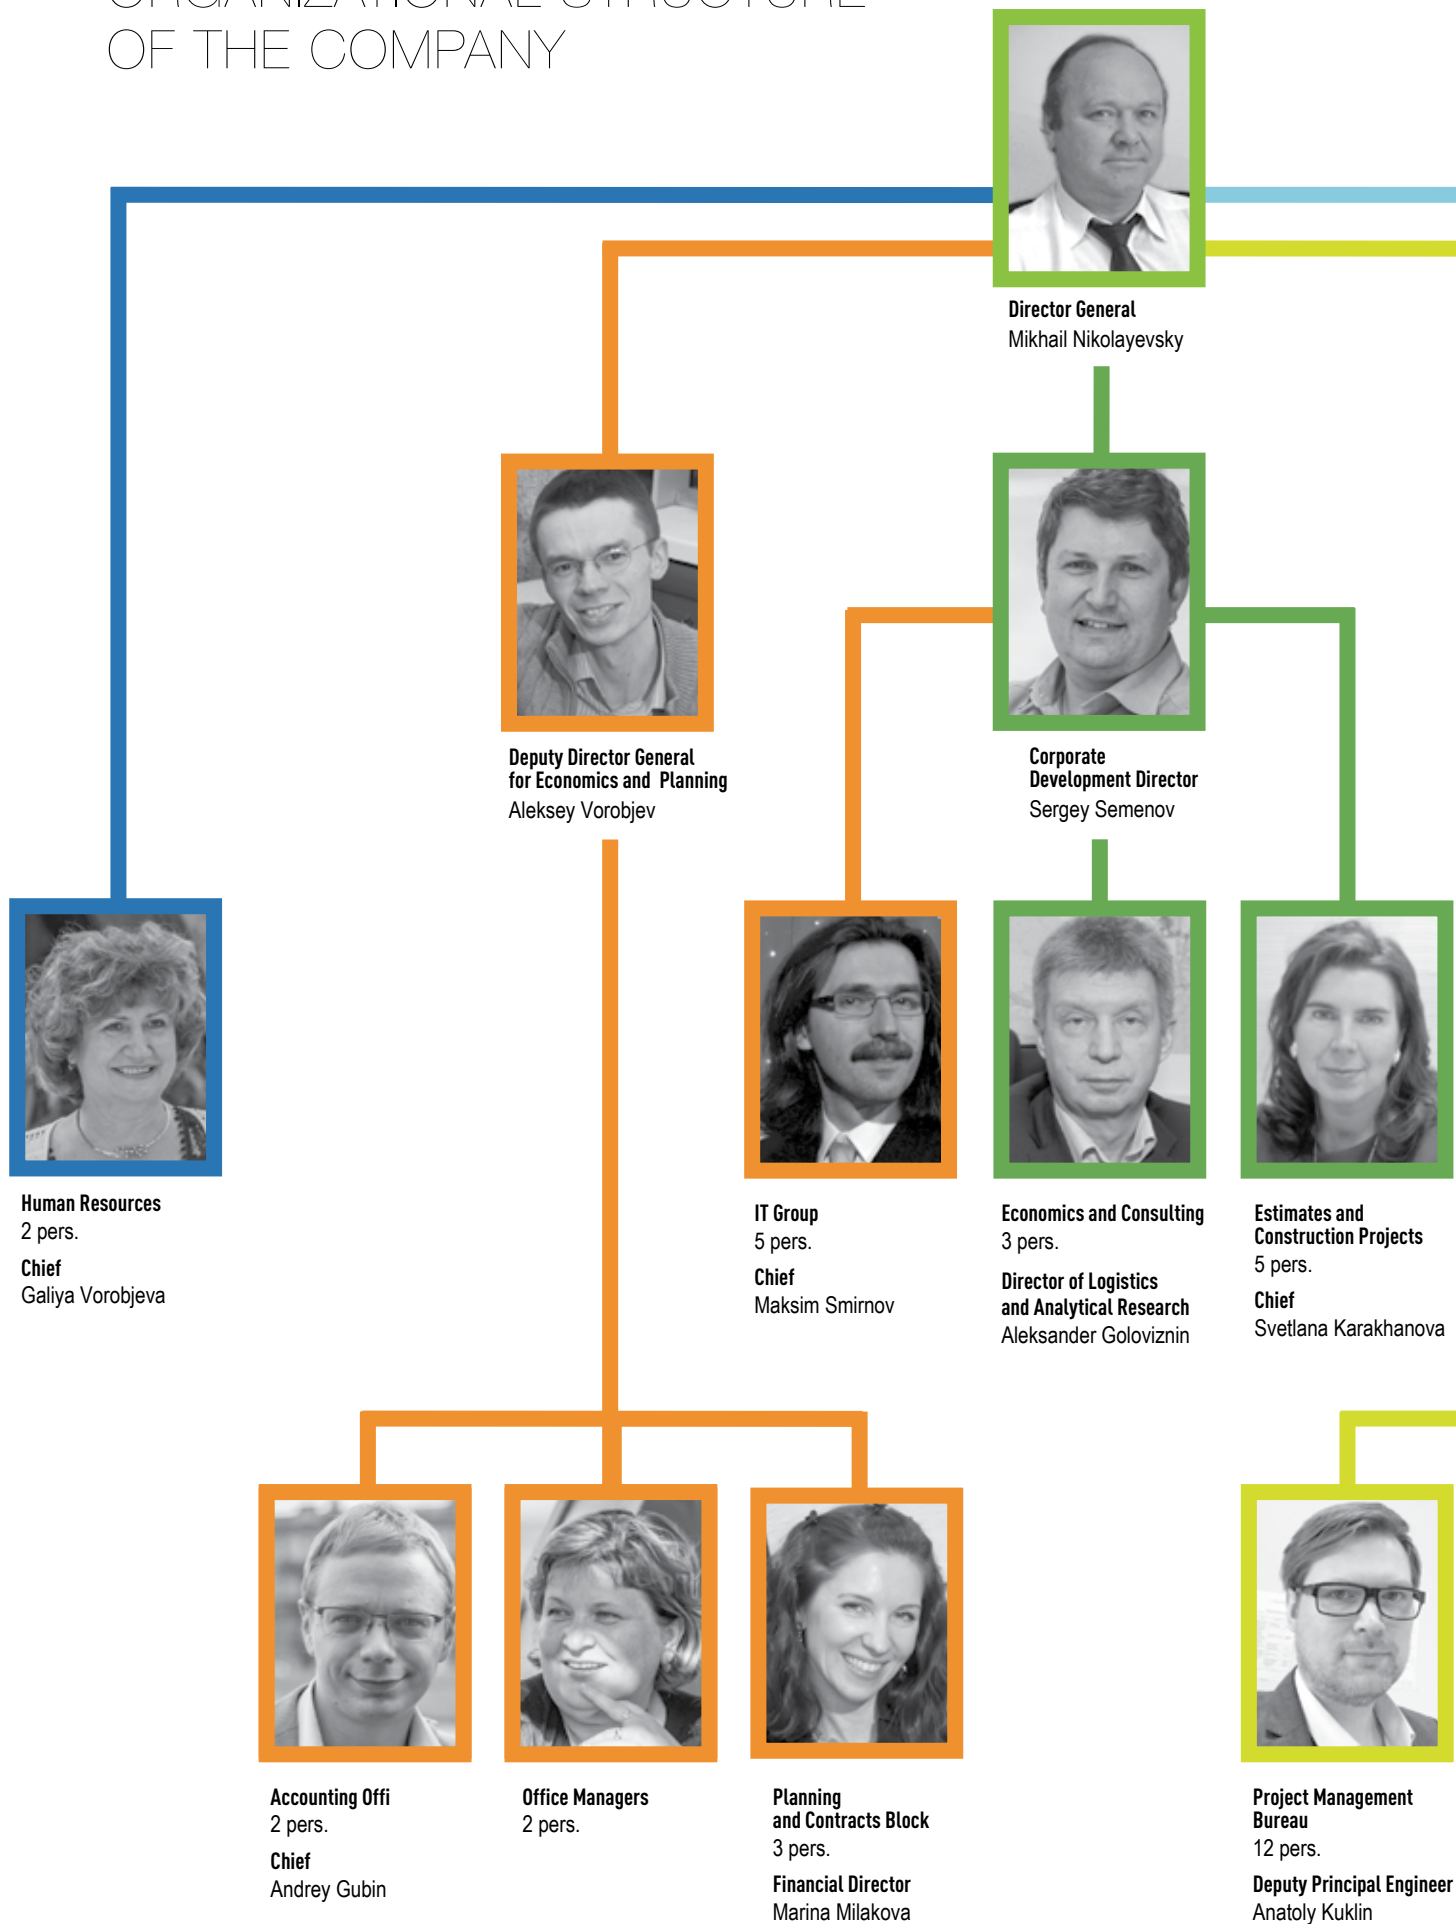 ORGANIZATIONAL STRUCTURE
OF THE COMPANY
Director General
Mikhail Nikolayevsky
Deputy Director General
for Economics and Planning
Aleksey Vorobjev
Corporate
Development Director
Sergey Semenov
Human Resources
2 pers.
Chief
Galiya Vorobjeva
IT Group
5 pers.
Chief
Maksim Smirnov
Economics and Consulting
3 pers.
Director of Logistics
and Analytical Research
Aleksander Goloviznin
Estimates and
Construction Projects
5 pers.
Chief
Svetlana Karakhanova
Accounting Offi
2 pers.
Chief
Andrey Gubin
Office Managers
2 pers.
Planning
and Contracts Block
3 pers.
Financial Director
Marina Milakova
Project Management
Bureau
12 pers.
Deputy Principal Engineer
Anatoly Kuklin